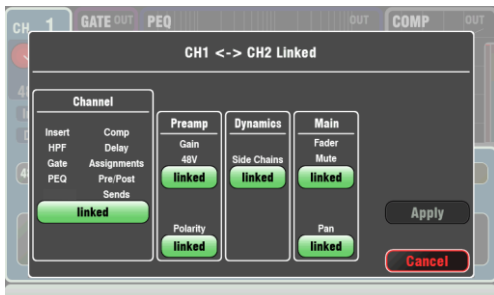 CH 1 GATE OUT PEQ OUT COMP OUT
CH1 <-> CH2 Linked
Channel
Insert Comp
HPF Delay
Gate Assignments
PEQ Pre/Post
Sends
linked
Preamp
Gain
48V
linked
Polarity
linked
Dynamics
Side Chains
linked
Main
Fader
Mute
linked
Pan
linked
Apply
Cancel